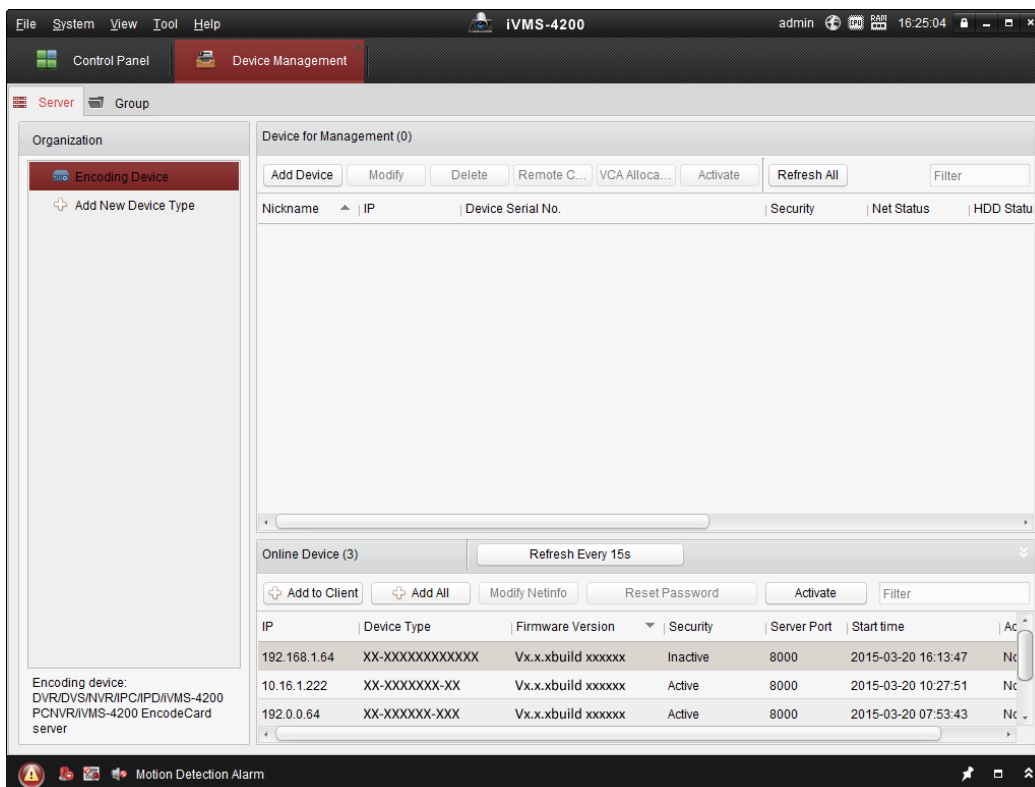 File System View Tool Help iVMS-4200 admin CPU RAM 16:25:04
Control Panel Device Management
Server Group
Organization
Encoding Device
Add New Device Type
Encoding device:
DVR/DVS/NVR/IPC/IPD/iVMS-4200
PCNVR/iVMS-4200 EncodeCard
server
Device for Management (0)
Add Device Modify Delete Remote C... VCA Alloca... Activate Refresh All Filter
Nickname IP Device Serial No. Security Net Status HDD Statu
Online Device (3) Refresh Every 15s
Add to Client Add All Modify Netinfo Reset Password Activate Filter
IP Device Type Firmware Version Security Server Port Start time Ac
192.168.1.64 XX-XXXXXXXXXXXX Vx.x.xbuild xxxxxx Inactive 8000 2015-03-20 16:13:47 No
10.16.1.222 XX-XXXXXXX-XX Vx.x.xbuild xxxxxx Active 8000 2015-03-20 10:27:51 No
192.0.0.64 XX-XXXXXX-XXX Vx.x.xbuild xxxxxx Active 8000 2015-03-20 07:53:43 No
Motion Detection Alarm